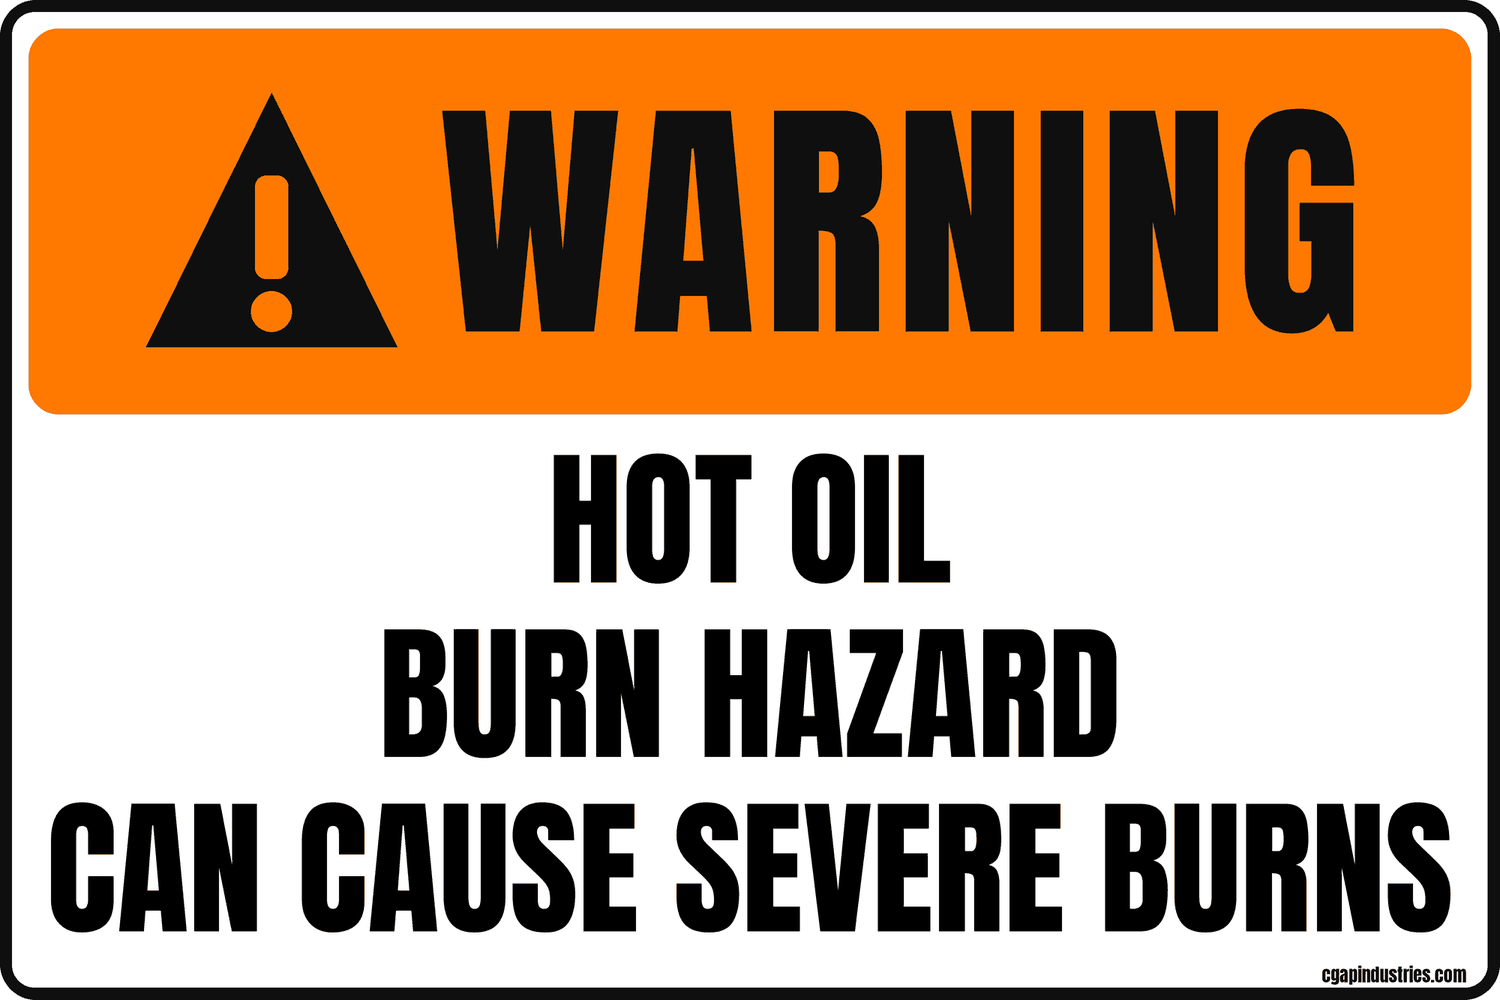 WARNING
HOT OIL
BURN HAZARD
CAN CAUSE SEVERE BURNS
cgapindustries.com